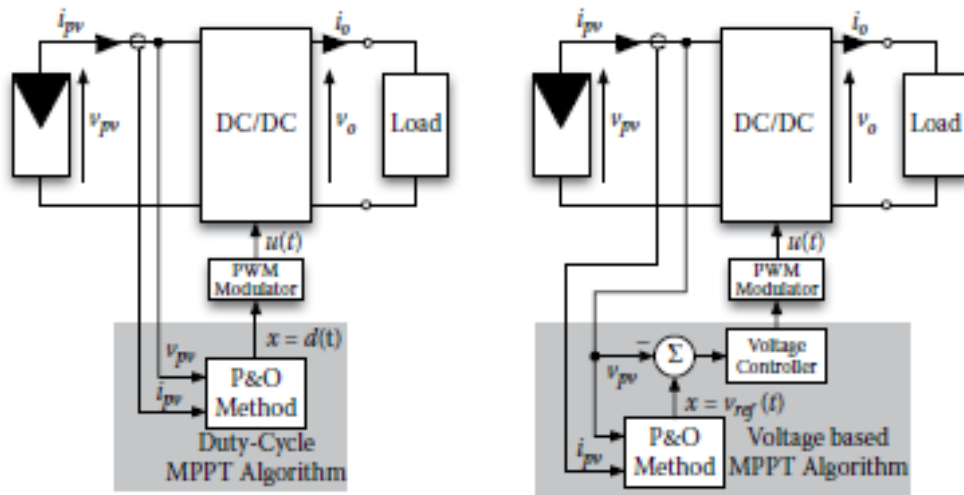 i_pv
i_o
v_pv
DC/DC
v_o
Load
u(t)
PWM
Modulator
x = d(t)
v_pv
i_pv
P&O
Method
Duty-Cycle
MPPT Algorithm
i_pv
i_o
v_pv
DC/DC
v_o
Load
u(t)
PWM
Modulator
−
Σ
v_pv
Voltage
Controller
x = v_ref (t)
i_pv
P&O
Method
Voltage based
MPPT Algorithm